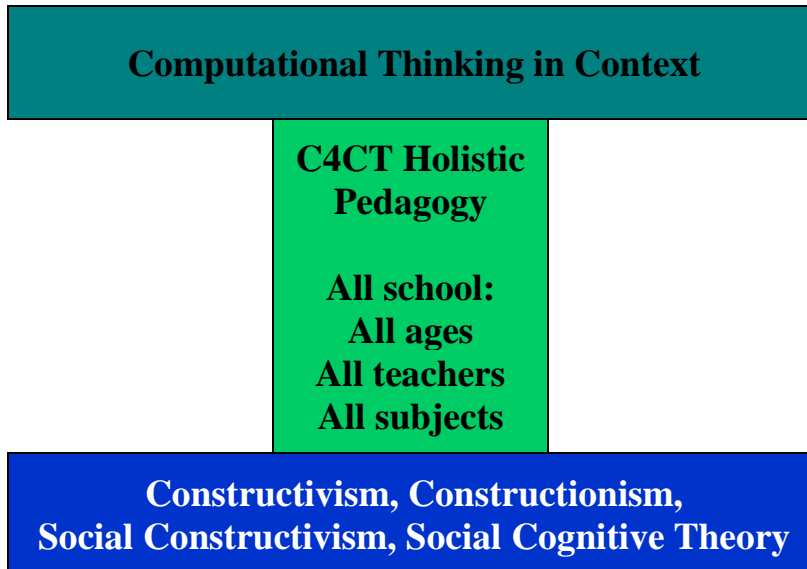 Computational Thinking in Context
C4CT Holistic
Pedagogy
All school:
All ages
All teachers
All subjects
Constructivism, Constructionism,
Social Constructivism, Social Cognitive Theory